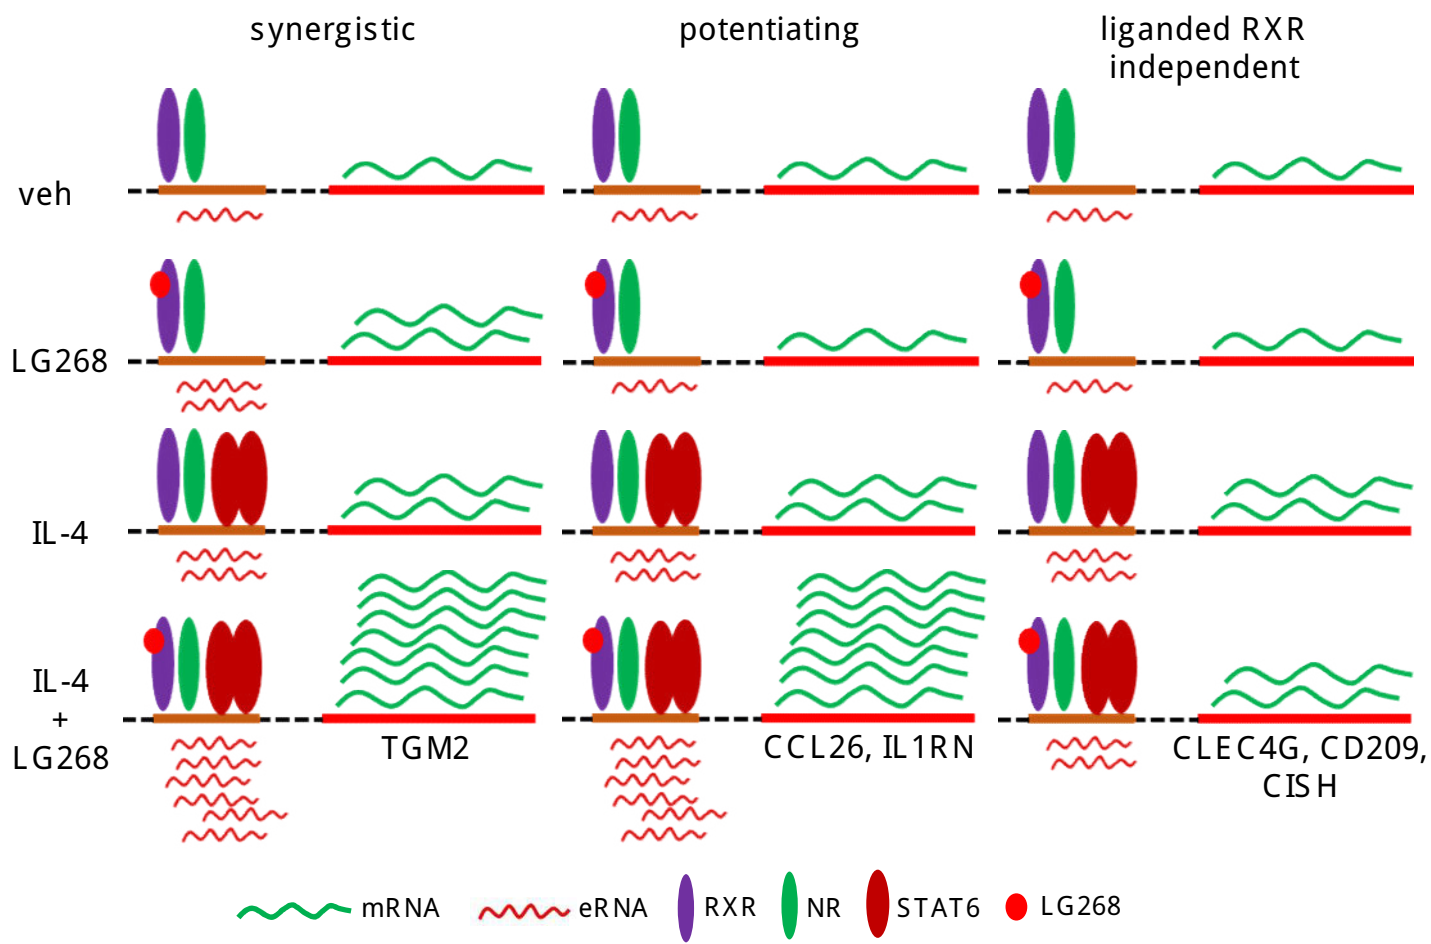 synergistic
potentiating
liganded RXR
independent
veh
LG268
IL-4
IL-4
+
LG268
TGM2
CCL26, IL1RN
CLEC4G, CD209,
CISH
mRNA
eRNA
RXR
NR
STAT6
LG268